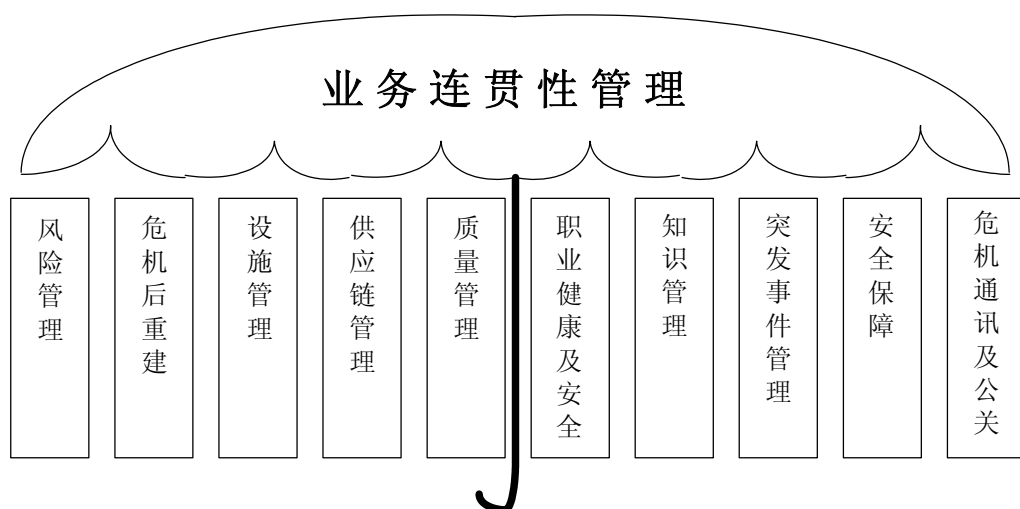 业务连贯性管理
风险管理
危机后重建
设施管理
供应链管理
质量管理
职业健康及安全
知识管理
突发事件管理
安全保障
危机通讯及公关